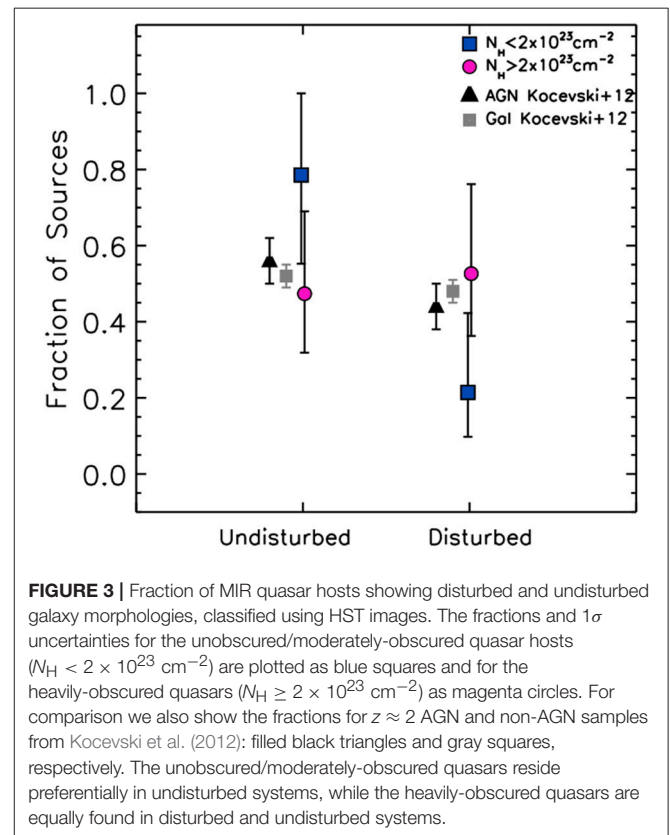 N_H<2x10^23cm^-2
N_H>2x10^23cm^-2
AGN Kocevski+12
Gal Kocevski+12
Fraction of Sources
1.0
0.8
0.6
0.4
0.2
0.0
Undisturbed Disturbed
FIGURE 3 | Fraction of MIR quasar hosts showing disturbed and undisturbed
galaxy morphologies, classified using HST images. The fractions and 1σ
uncertainties for the unobscured/moderately-obscured quasar hosts
(N_H < 2 × 10^23 cm^−2) are plotted as blue squares and for the
heavily-obscured quasars (N_H ≥ 2 × 10^23 cm^−2) as magenta circles. For
comparison we also show the fractions for z ≈ 2 AGN and non-AGN samples
from Kocevski et al. (2012): filled black triangles and gray squares,
respectively. The unobscured/moderately-obscured quasars reside
preferentially in undisturbed systems, while the heavily-obscured quasars are
equally found in disturbed and undisturbed systems.